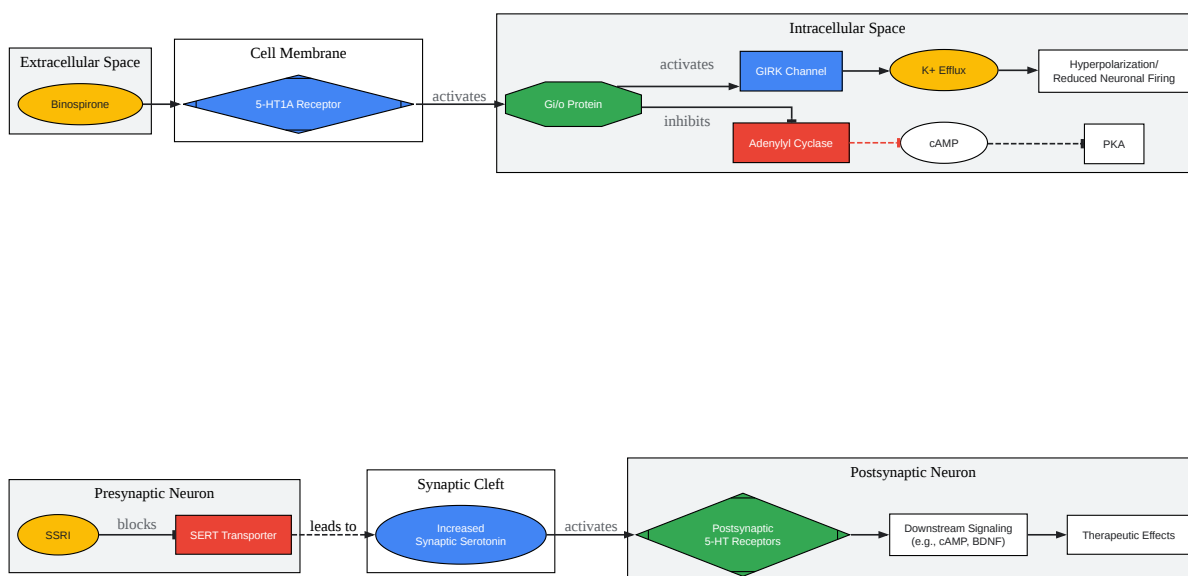 Extracellular Space
Binospirone
Cell Membrane
5-HT1A Receptor
activates
Intracellular Space
Gi/o Protein
activates
inhibits
GIRK Channel
K+ Efflux
Hyperpolarization/
Reduced Neuronal Firing
Adenylyl Cyclase
cAMP
PKA
Presynaptic Neuron
SSRI
blocks
SERT Transporter
leads to
Synaptic Cleft
Increased
Synaptic Serotonin
activates
Postsynaptic Neuron
Postsynaptic
5-HT Receptors
Downstream Signaling
(e.g., cAMP, BDNF)
Therapeutic Effects